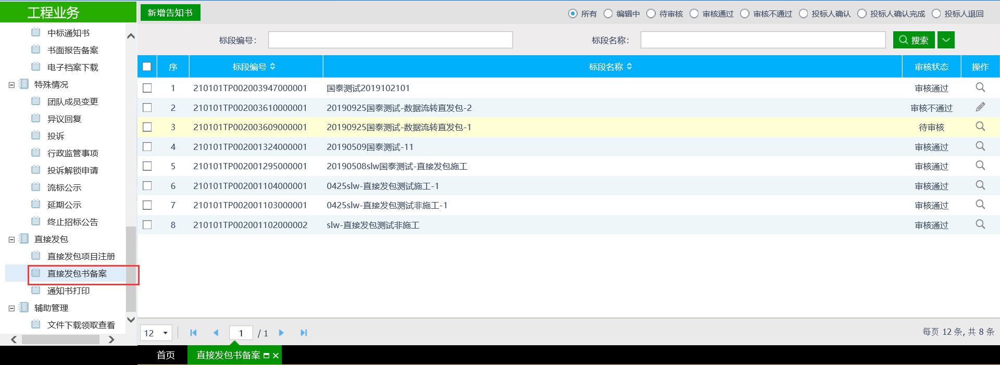 工程业务
中标通知书
书面报告备案
电子档案下载
特殊情况
团队成员变更
异议回复
投诉
行政监管事项
投诉解锁申请
流标公示
延期公示
终止招标公告
直接发包
直接发包项目注册
直接发包书备案
通知书打印
辅助管理
文件下载领取查看
新增告知书 所有 编辑中 待审核 审核通过 审核不通过 投标人确认 投标人确认完成 投标人退回
标段编号： 标段名称： 搜索
序 标段编号 标段名称 审核状态 操作
1 210101TP002003947000001 国泰测试2019102101 审核通过
2 210101TP002003610000001 20190925国泰测试-数据流转直发包-2 审核不通过
3 210101TP002003609000001 20190925国泰测试-数据流转直发包-1 待审核
4 210101TP002001324000001 20190509国泰测试-11 审核通过
5 210101TP002001295000001 20190508slw国泰测试-直接发包施工 审核通过
6 210101TP002001104000001 0425slw-直接发包测试施工-1 审核通过
7 210101TP002001103000001 0425slw-直接发包测试非施工-1 审核通过
8 210101TP002001102000002 slw-直接发包测试非施工 审核通过
12 1 / 1 每页 12 条, 共 8 条
首页 直接发包书备案